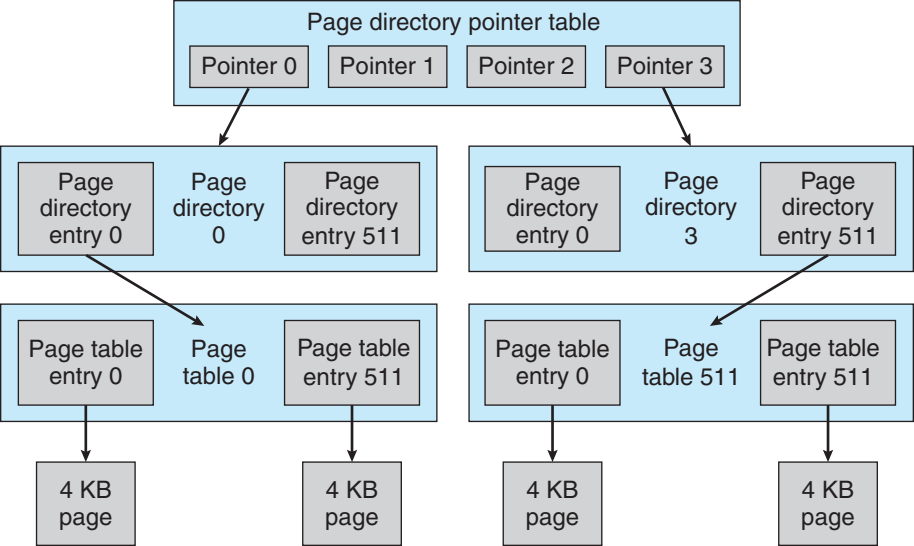 Page directory pointer table
Pointer 0
Pointer 1
Pointer 2
Pointer 3
Page
directory
entry 0
Page
directory
0
Page
directory
entry 511
Page
directory
entry 0
Page
directory
3
Page
directory
entry 511
Page table
entry 0
Page
table 0
Page table
entry 511
Page table
entry 0
Page
table 511
Page table
entry 511
4 KB
page
4 KB
page
4 KB
page
4 KB
page